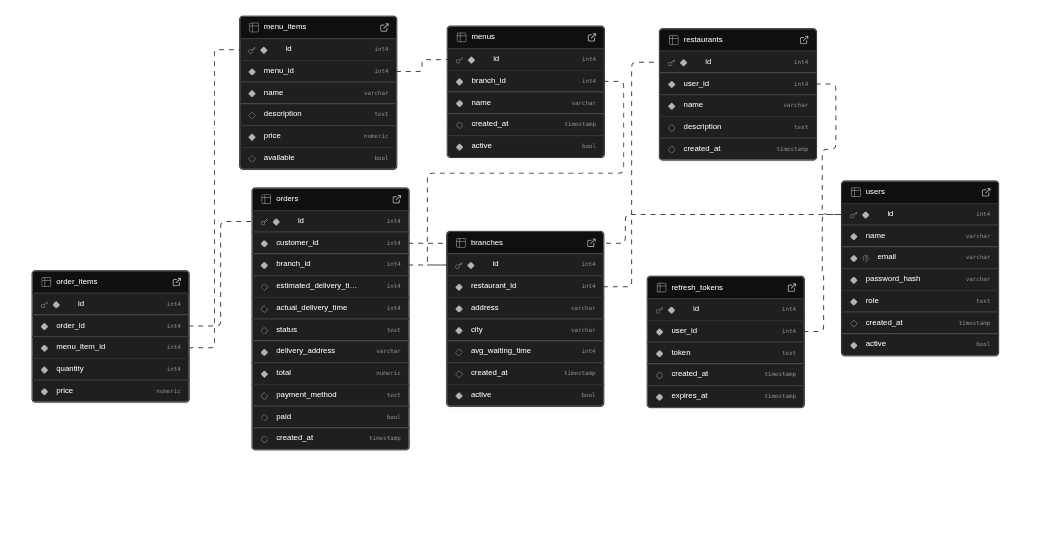 menu_items
id int4
menu_id int4
name varchar
description text
price numeric
available bool
menus
id int4
branch_id int4
name varchar
created_at timestamp
active bool
restaurants
id int4
user_id int4
name varchar
description text
created_at timestamp
orders
id int4
customer_id int4
branch_id int4
estimated_delivery_ti... int4
actual_delivery_time int4
status text
delivery_address varchar
total numeric
payment_method text
paid bool
created_at timestamp
branches
id int4
restaurant_id int4
address varchar
city varchar
avg_waiting_time int4
created_at timestamp
active bool
users
id int4
name varchar
email varchar
password_hash varchar
role text
created_at timestamp
active bool
order_items
id int4
order_id int4
menu_item_id int4
quantity int4
price numeric
refresh_tokens
id int4
user_id int4
token text
created_at timestamp
expires_at timestamp